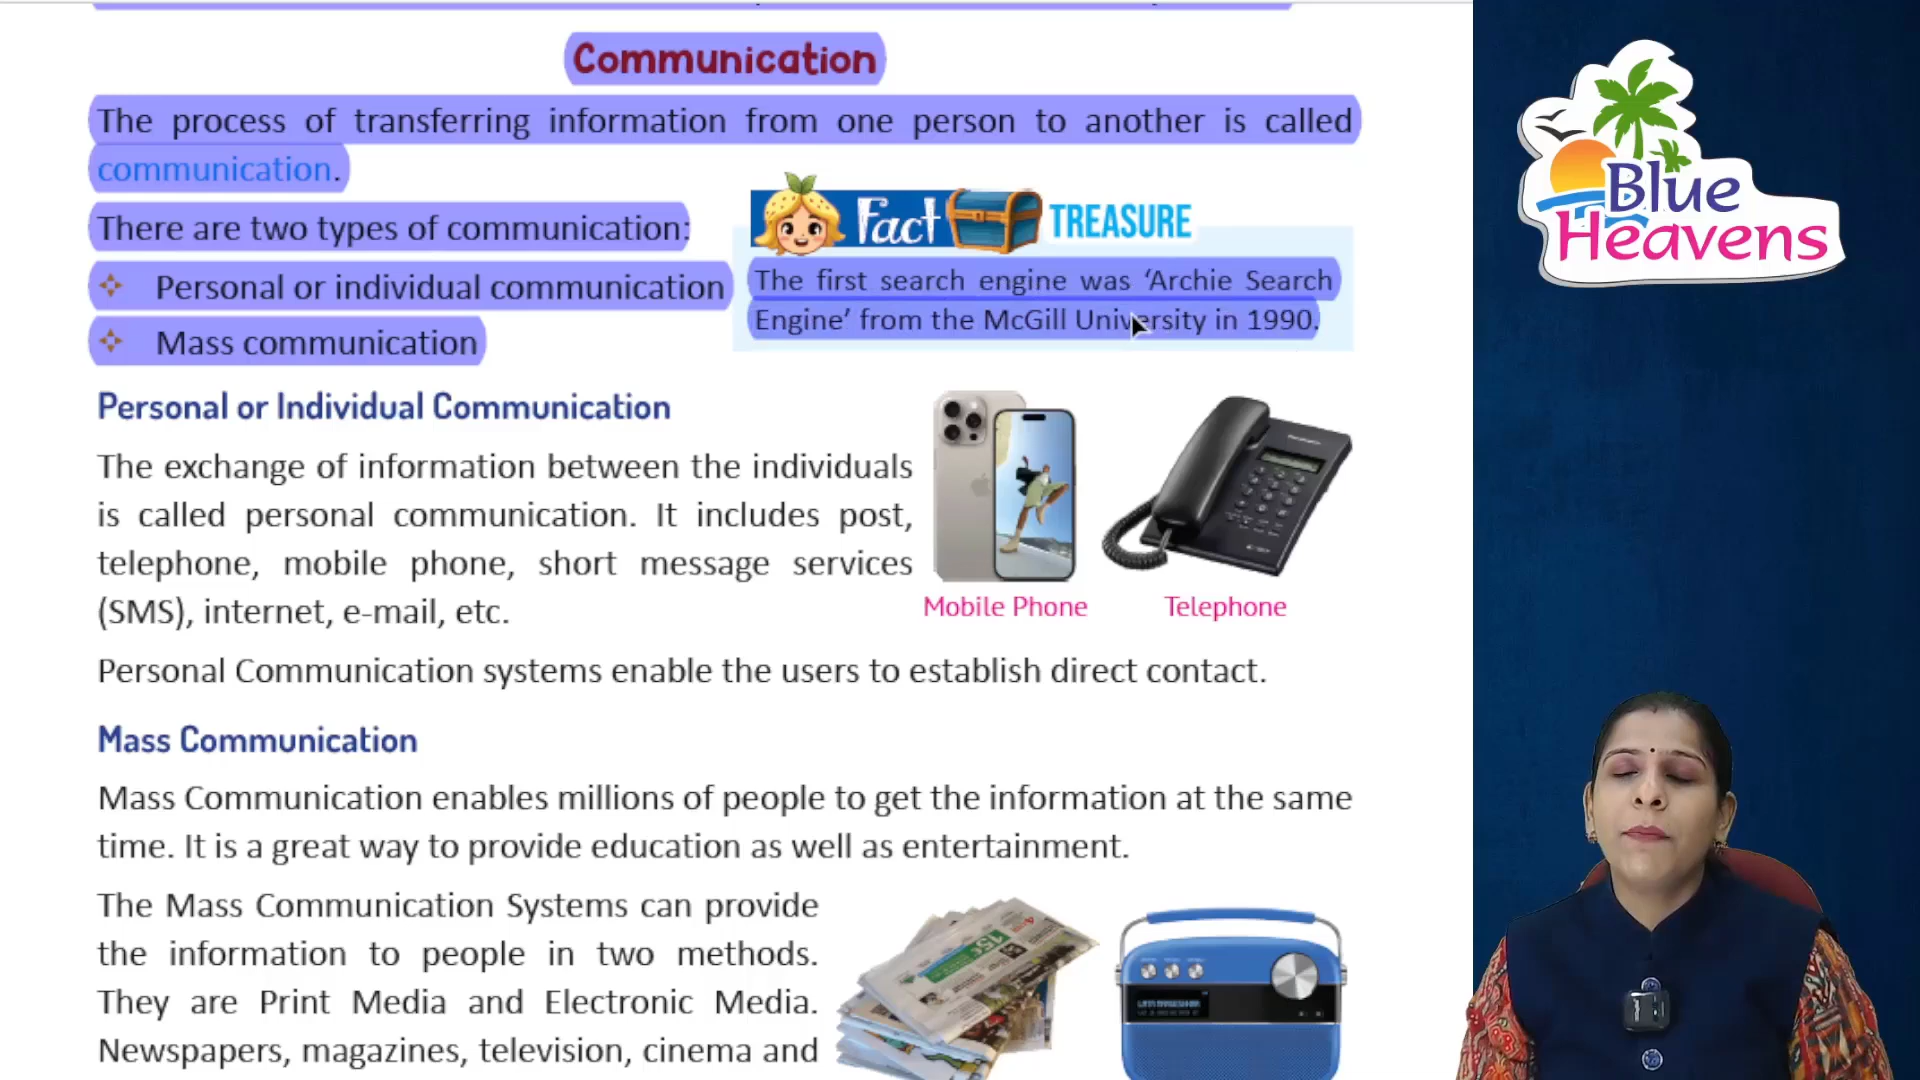 Communication
The process of transferring information from one person to another is called
communication.
There are two types of communication:
Personal or individual communication
Mass communication
Fact TREASURE
The first search engine was ‘Archie Search
Engine’ from the McGill University in 1990.
Personal or Individual Communication
The exchange of information between the individuals
is called personal communication. It includes post,
telephone, mobile phone, short message services
(SMS), internet, e-mail, etc.
Mobile Phone
Telephone
Personal Communication systems enable the users to establish direct contact.
Mass Communication
Mass Communication enables millions of people to get the information at the same
time. It is a great way to provide education as well as entertainment.
The Mass Communication Systems can provide
the information to people in two methods.
They are Print Media and Electronic Media.
Newspapers, magazines, television, cinema and
Blue
Heavens